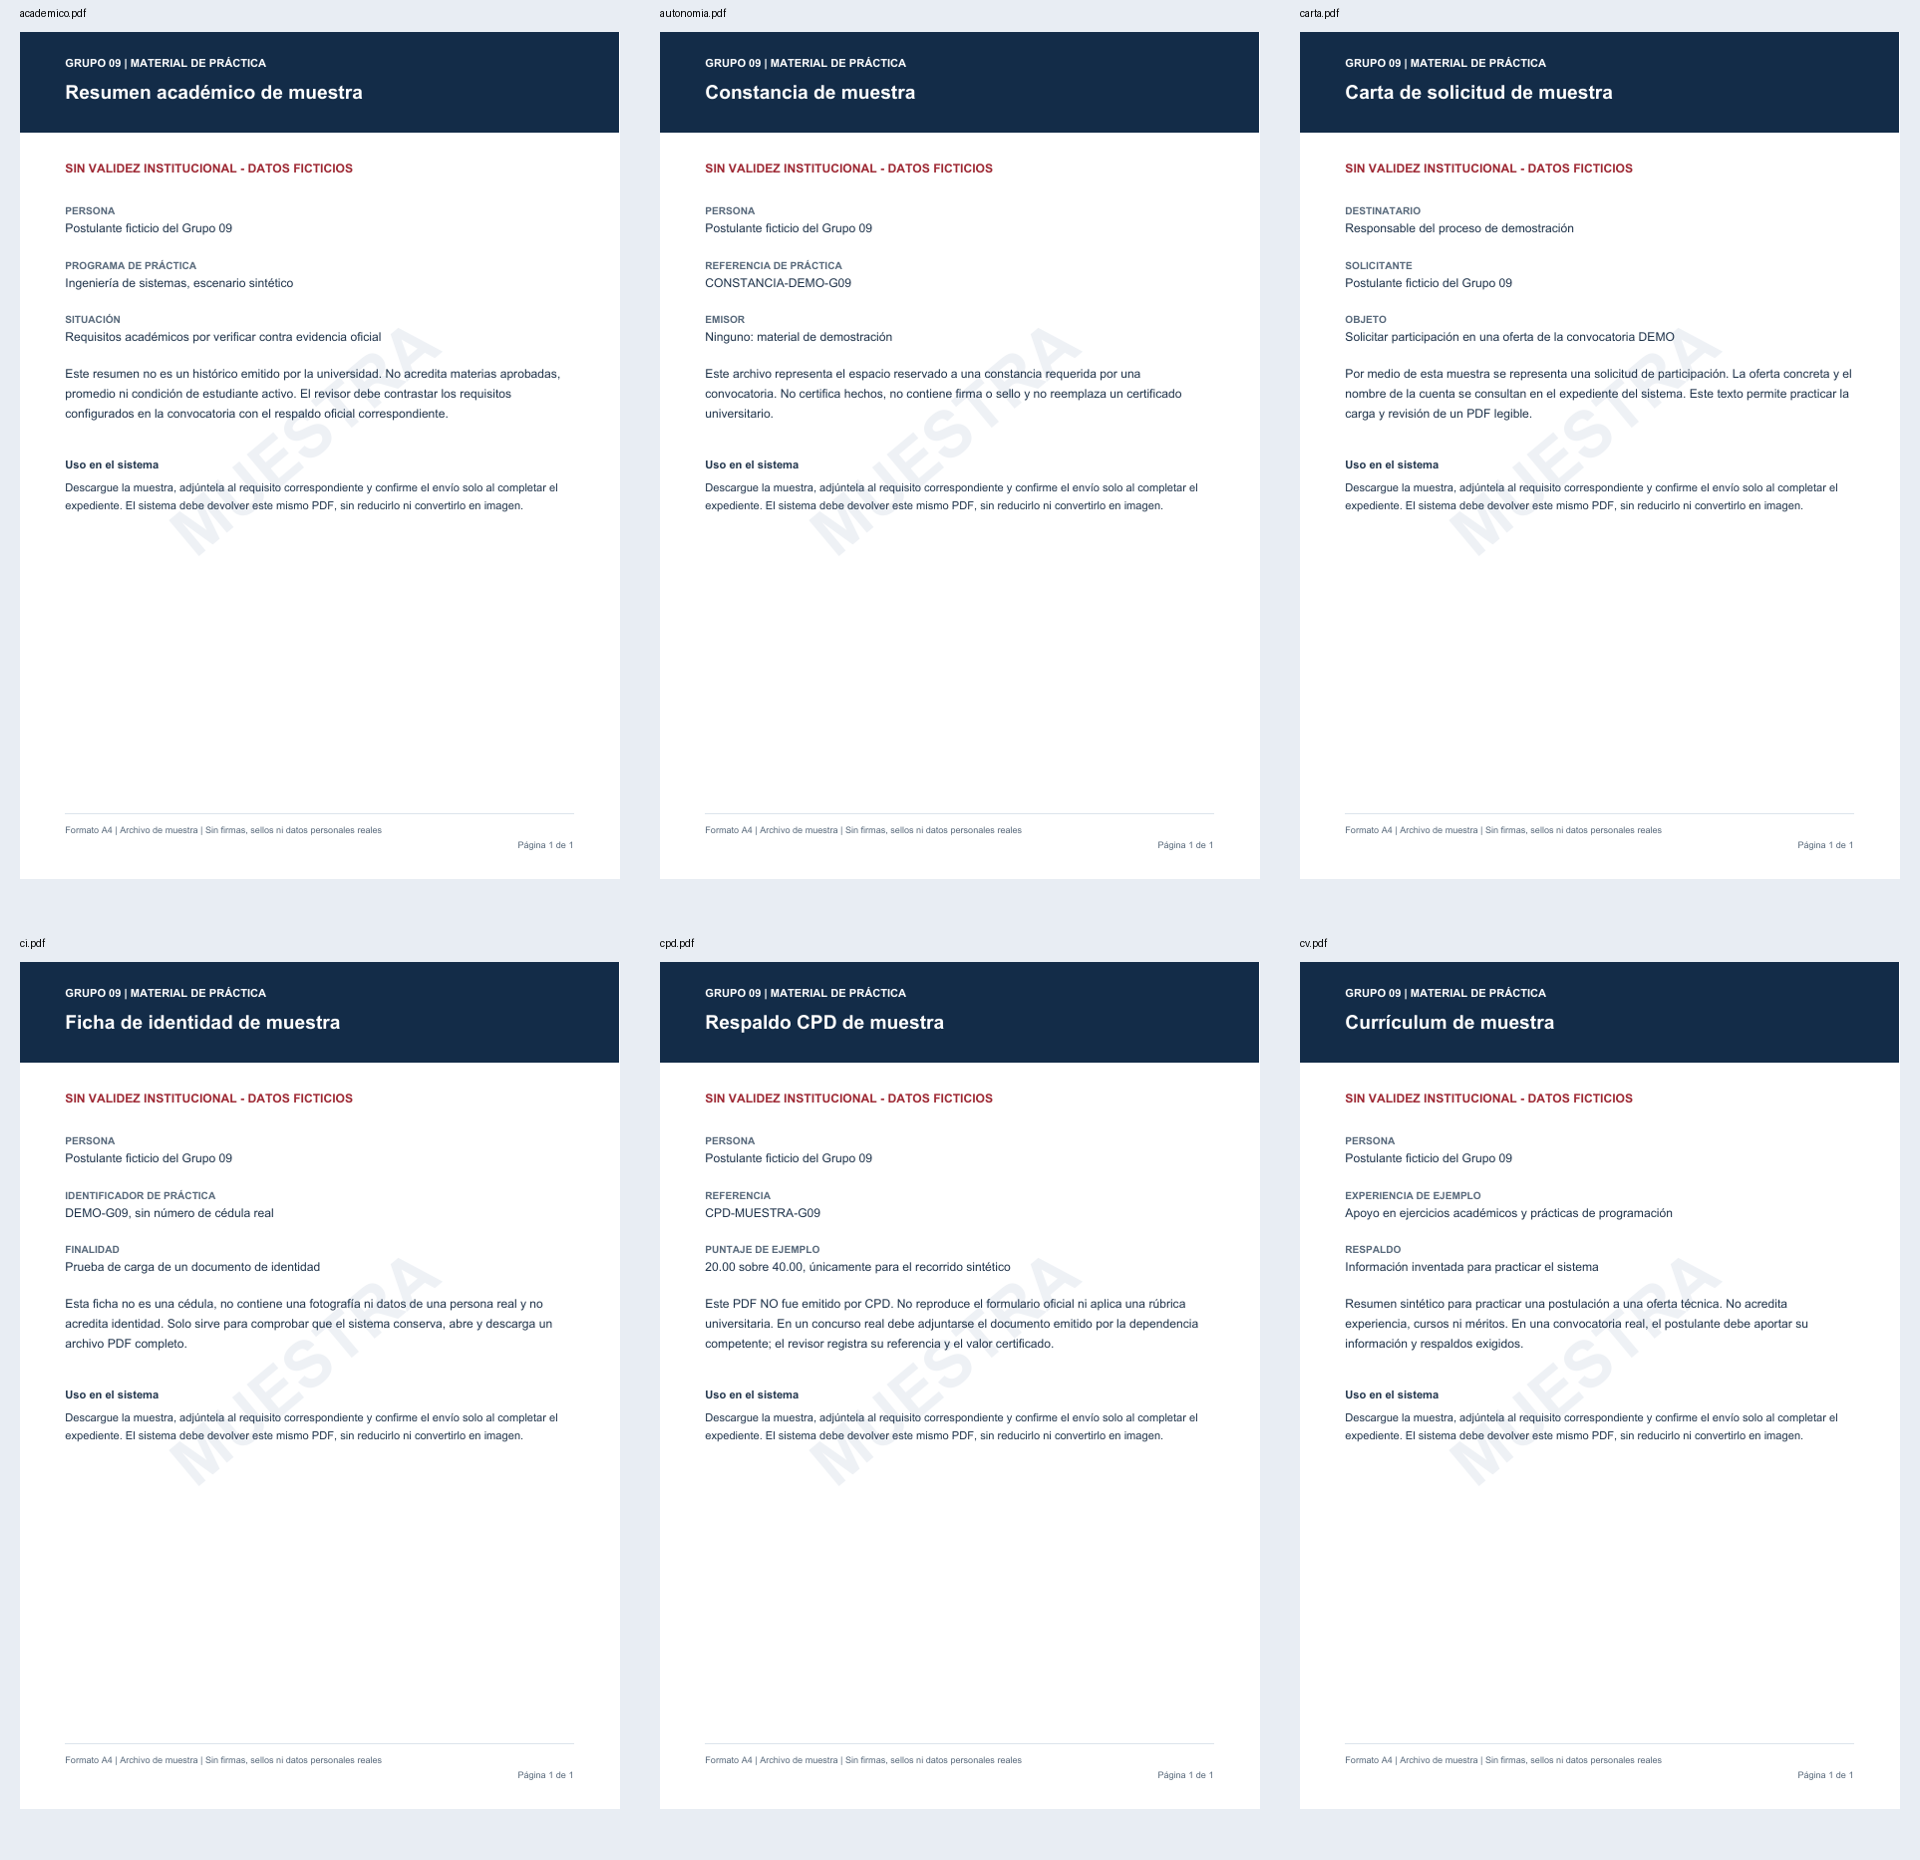 academico.pdf
GRUPO 09 | MATERIAL DE PRÁCTICA
Resumen académico de muestra
SIN VALIDEZ INSTITUCIONAL - DATOS FICTICIOS
PERSONA
Postulante ficticio del Grupo 09
PROGRAMA DE PRÁCTICA
Ingeniería de sistemas, escenario sintético
SITUACIÓN
Requisitos académicos por verificar contra evidencia oficial
Este resumen no es un histórico emitido por la universidad. No acredita materias aprobadas,
promedio ni condición de estudiante activo. El revisor debe contrastar los requisitos
configurados en la convocatoria con el respaldo oficial correspondiente.
MUESTRA
Uso en el sistema
Descargue la muestra, adjúntela al requisito correspondiente y confirme el envío solo al completar el
expediente. El sistema debe devolver este mismo PDF, sin reducirlo ni convertirlo en imagen.
Formato A4 | Archivo de muestra | Sin firmas, sellos ni datos personales reales
Página 1 de 1
autonomia.pdf
GRUPO 09 | MATERIAL DE PRÁCTICA
Constancia de muestra
SIN VALIDEZ INSTITUCIONAL - DATOS FICTICIOS
PERSONA
Postulante ficticio del Grupo 09
REFERENCIA DE PRÁCTICA
CONSTANCIA-DEMO-G09
EMISOR
Ninguno: material de demostración
Este archivo representa el espacio reservado a una constancia requerida por una
convocatoria. No certifica hechos, no contiene firma o sello y no reemplaza un certificado
universitario.
MUESTRA
Uso en el sistema
Descargue la muestra, adjúntela al requisito correspondiente y confirme el envío solo al completar el
expediente. El sistema debe devolver este mismo PDF, sin reducirlo ni convertirlo en imagen.
Formato A4 | Archivo de muestra | Sin firmas, sellos ni datos personales reales
Página 1 de 1
carta.pdf
GRUPO 09 | MATERIAL DE PRÁCTICA
Carta de solicitud de muestra
SIN VALIDEZ INSTITUCIONAL - DATOS FICTICIOS
DESTINATARIO
Responsable del proceso de demostración
SOLICITANTE
Postulante ficticio del Grupo 09
OBJETO
Solicitar participación en una oferta de la convocatoria DEMO
Por medio de esta muestra se representa una solicitud de participación. La oferta concreta y el
nombre de la cuenta se consultan en el expediente del sistema. Este texto permite practicar la
carga y revisión de un PDF legible.
MUESTRA
Uso en el sistema
Descargue la muestra, adjúntela al requisito correspondiente y confirme el envío solo al completar el
expediente. El sistema debe devolver este mismo PDF, sin reducirlo ni convertirlo en imagen.
Formato A4 | Archivo de muestra | Sin firmas, sellos ni datos personales reales
Página 1 de 1
ci.pdf
GRUPO 09 | MATERIAL DE PRÁCTICA
Ficha de identidad de muestra
SIN VALIDEZ INSTITUCIONAL - DATOS FICTICIOS
PERSONA
Postulante ficticio del Grupo 09
IDENTIFICADOR DE PRÁCTICA
DEMO-G09, sin número de cédula real
FINALIDAD
Prueba de carga de un documento de identidad
Esta ficha no es una cédula, no contiene una fotografía ni datos de una persona real y no
acredita identidad. Solo sirve para comprobar que el sistema conserva, abre y descarga un
archivo PDF completo.
MUESTRA
Uso en el sistema
Descargue la muestra, adjúntela al requisito correspondiente y confirme el envío solo al completar el
expediente. El sistema debe devolver este mismo PDF, sin reducirlo ni convertirlo en imagen.
Formato A4 | Archivo de muestra | Sin firmas, sellos ni datos personales reales
Página 1 de 1
cpd.pdf
GRUPO 09 | MATERIAL DE PRÁCTICA
Respaldo CPD de muestra
SIN VALIDEZ INSTITUCIONAL - DATOS FICTICIOS
PERSONA
Postulante ficticio del Grupo 09
REFERENCIA
CPD-MUESTRA-G09
PUNTAJE DE EJEMPLO
20.00 sobre 40.00, únicamente para el recorrido sintético
Este PDF NO fue emitido por CPD. No reproduce el formulario oficial ni aplica una rúbrica
universitaria. En un concurso real debe adjuntarse el documento emitido por la dependencia
competente; el revisor registra su referencia y el valor certificado.
MUESTRA
Uso en el sistema
Descargue la muestra, adjúntela al requisito correspondiente y confirme el envío solo al completar el
expediente. El sistema debe devolver este mismo PDF, sin reducirlo ni convertirlo en imagen.
Formato A4 | Archivo de muestra | Sin firmas, sellos ni datos personales reales
Página 1 de 1
cv.pdf
GRUPO 09 | MATERIAL DE PRÁCTICA
Currículum de muestra
SIN VALIDEZ INSTITUCIONAL - DATOS FICTICIOS
PERSONA
Postulante ficticio del Grupo 09
EXPERIENCIA DE EJEMPLO
Apoyo en ejercicios académicos y prácticas de programación
RESPALDO
Información inventada para practicar el sistema
Resumen sintético para practicar una postulación a una oferta técnica. No acredita
experiencia, cursos ni méritos. En una convocatoria real, el postulante debe aportar su
información y respaldos exigidos.
MUESTRA
Uso en el sistema
Descargue la muestra, adjúntela al requisito correspondiente y confirme el envío solo al completar el
expediente. El sistema debe devolver este mismo PDF, sin reducirlo ni convertirlo en imagen.
Formato A4 | Archivo de muestra | Sin firmas, sellos ni datos personales reales
Página 1 de 1